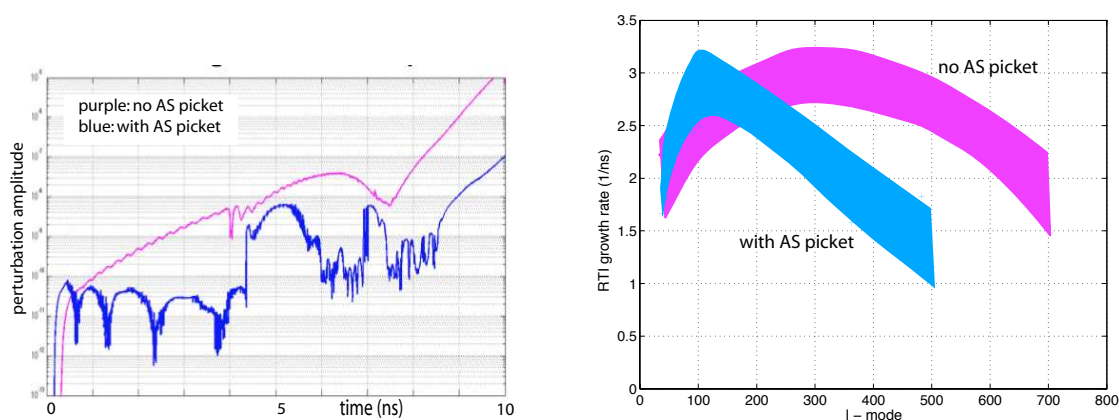 purple: no AS picket
blue: with AS picket
perturbation amplitude
0
5
time (ns)
10
3.5
3
2.5
2
1.5
1
0.5
0
RTI growth rate (1/ns)
no AS picket
with AS picket
0
100
200
300
400
500
600
700
800
l - mode